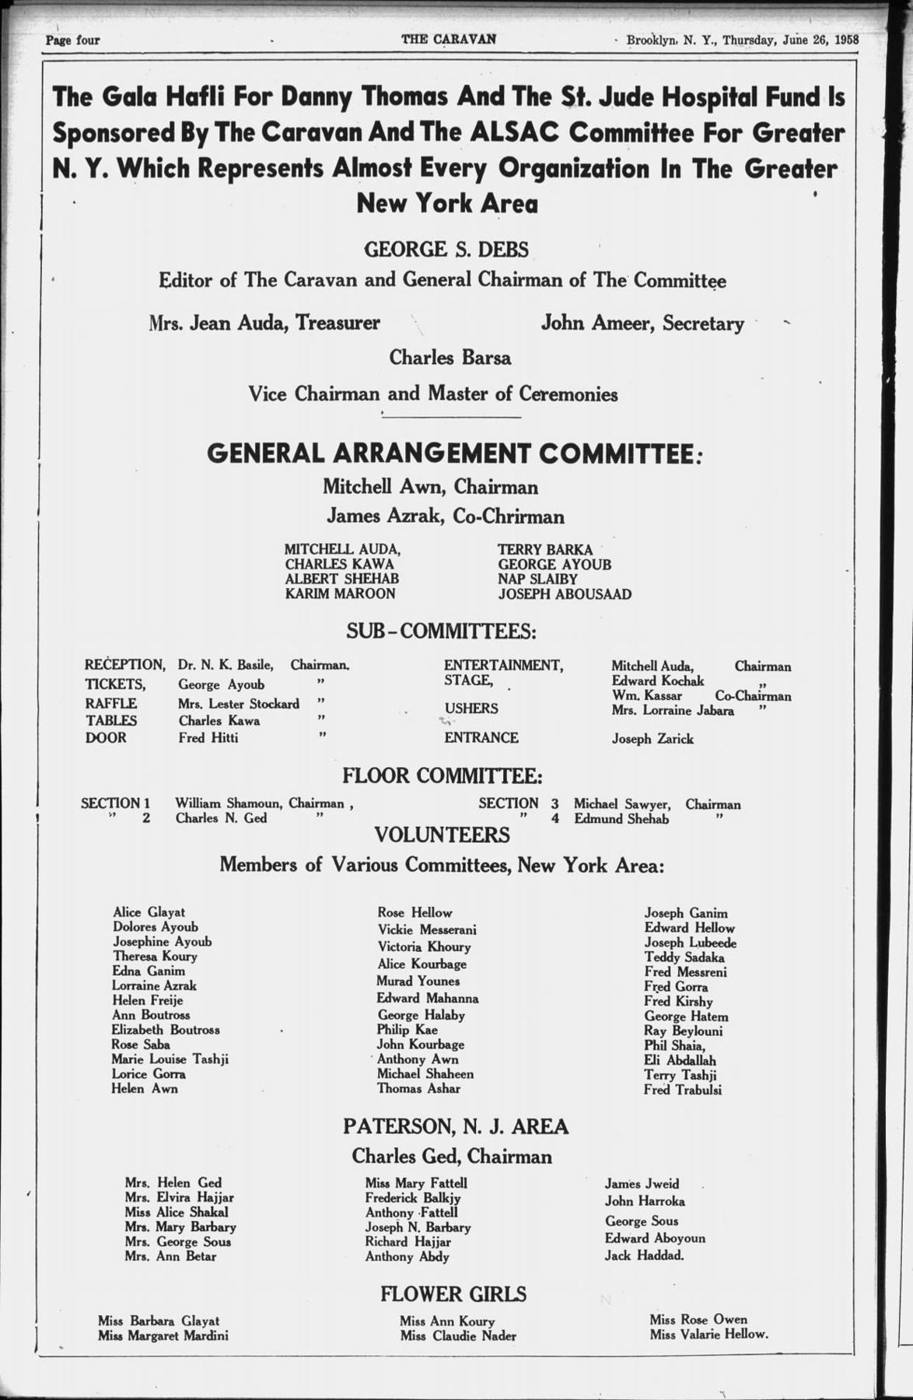 Page four THE CARAVAN Brooklyn, N. Y., Thursday, June 26, 1958
The Gala Hafli For Danny Thomas And The St. Jude Hospital Fund Is
Sponsored By The Caravan And The ALSAC Committee For Greater
N. Y. Which Represents Almost Every Organization In The Greater
New York Area
GEORGE S. DEBS
Editor of The Caravan and General Chairman of The Committee
Mrs. Jean Auda, Treasurer John Ameer, Secretary
Charles Barsa
Vice Chairman and Master of Ceremonies
GENERAL ARRANGEMENT COMMITTEE:
Mitchell Awn, Chairman
James Azrak, Co-Chrirman
MITCHELL AUDA, TERRY BARKA
CHARLES KAWA GEORGE AYOUB
ALBERT SHEHAB NAP SLAIBY
KARIM MAROON JOSEPH ABOUSAAD
SUB-COMMITTEES:
RECEPTION, Dr. N. K. Basile, Chairman. ENTERTAINMENT, Mitchell Auda, Chairman
TICKETS, George Ayoub " STAGE, Edward Kochak "
Wm. Kassar Co-Chairman
RAFFLE Mrs. Lester Stockard " USHERS Mrs. Lorraine Jabara "
TABLES Charles Kawa "
DOOR Fred Hitti " ENTRANCE Joseph Zarick
FLOOR COMMITTEE:
SECTION 1 William Shamoun, Chairman , SECTION 3 Michael Sawyer, Chairman
" 2 Charles N. Ged " " 4 Edmund Shehab "
VOLUNTEERS
Members of Various Committees, New York Area:
Alice Glayat Rose Hellow Joseph Ganim
Dolores Ayoub Vickie Messerani Edward Hellow
Josephine Ayoub Victoria Khoury Joseph Lubeede
Theresa Koury Alice Kourbage Teddy Sadaka
Edna Ganim Murad Younes Fred Messreni
Lorraine Azrak Edward Mahanna Fred Gorra
Helen Freije George Halaby Fred Kirshy
Ann Boutross Philip Kae George Hatem
Elizabeth Boutross John Kourbage Ray Beylouni
Rose Saba Anthony Awn Phil Shaia,
Marie Louise Tashji Michael Shaheen Eli Abdallah
Lorice Gorra Thomas Ashar Terry Tashji
Helen Awn Fred Trabulsi
PATERSON, N. J. AREA
Charles Ged, Chairman
Mrs. Helen Ged Miss Mary Fattell James Jweid
Mrs. Elvira Hajjar Frederick Balkjy John Harroka
Miss Alice Shakal Anthony Fattell George Sous
Mrs. Mary Barbary Joseph N. Barbary Edward Aboyoun
Mrs. George Sous Richard Hajjar Jack Haddad.
Mrs. Ann Betar Anthony Abdy
FLOWER GIRLS
Miss Barbara Glayat Miss Ann Koury Miss Rose Owen
Miss Margaret Mardini Miss Claudie Nader Miss Valarie Hellow.